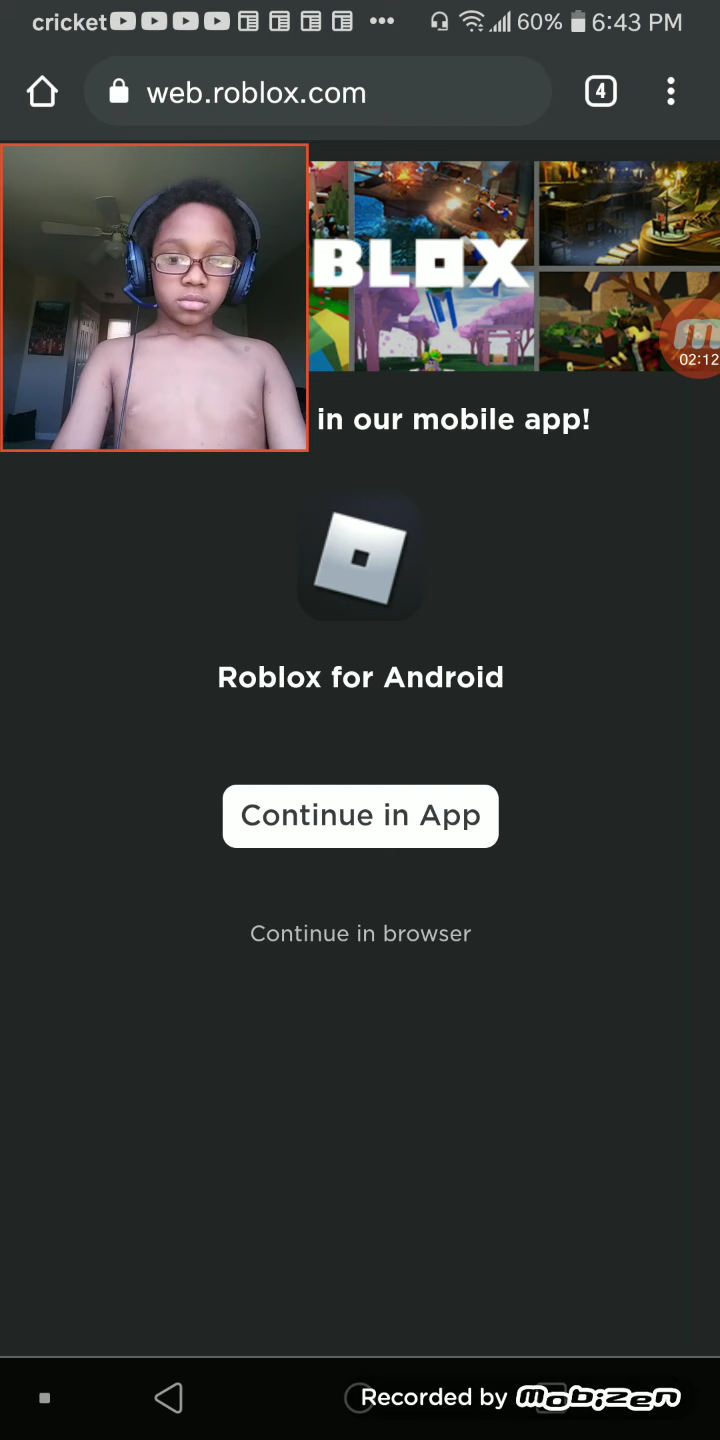 cricket 60% 6:43 PM
web.roblox.com
4
BLOX
02:12
in our mobile app!
Roblox for Android
Continue in App
Continue in browser
Recorded by mobizen